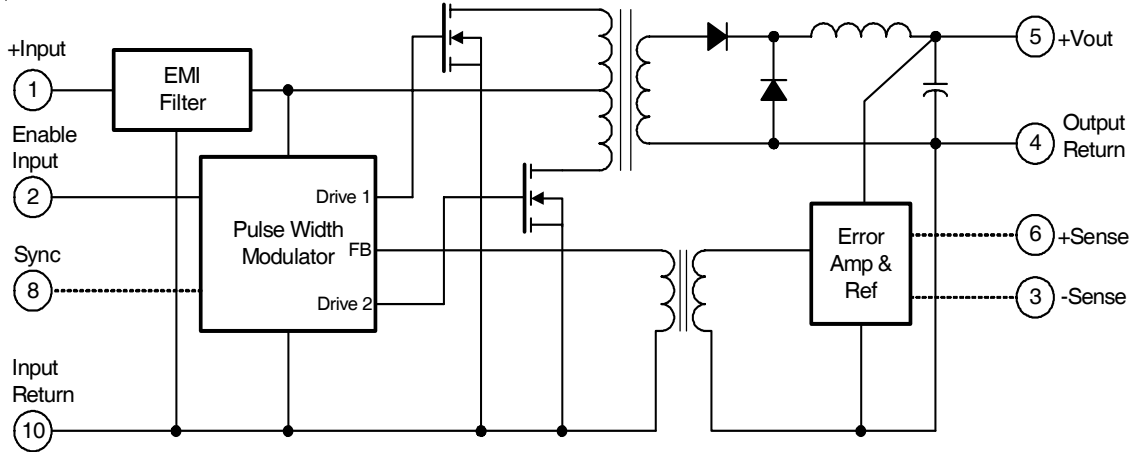 +Input
1
EMI
Filter
Enable
Input
2
Sync
8
Input
Return
10
Drive 1
Pulse Width
Modulator
FB
Drive 2
5
+Vout
4
Output
Return
Error
Amp &
Ref
6
+Sense
3
-Sense